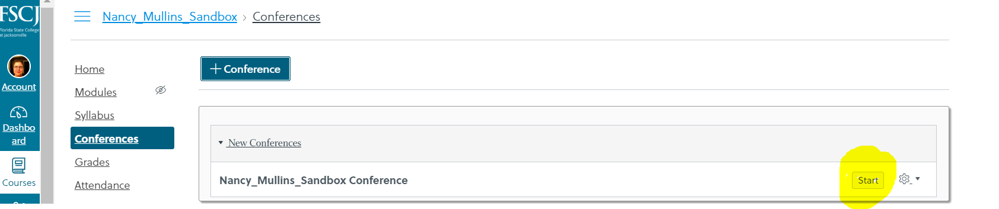 FSCJ
Florida State College
at Jacksonville
Account
Dashbo
ard
Courses
Nancy_Mullins_Sandbox › Conferences
Home
Modules
Syllabus
Conferences
Grades
Attendance
+ Conference
New Conferences
Nancy_Mullins_Sandbox Conference
Start